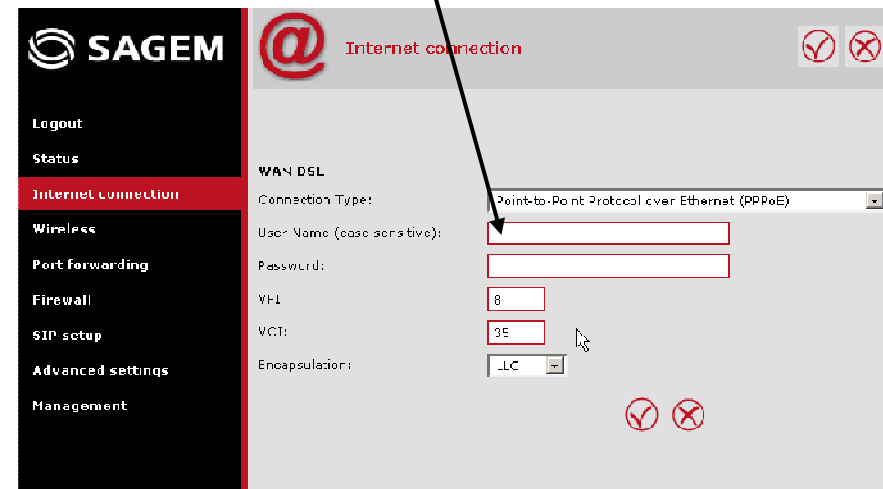 SAGEM
Internet connection
Logout
Status
Internet connection
Wireless
Port forwarding
Firewall
SIP setup
Advanced settings
Management
WAN DSL
Connection Type: Point-to-Point Protocol over Ethernet (PPPoE)
User Name (case sensitive):
Password:
VPI 8
VCI: 35
Encapsulation: LLC